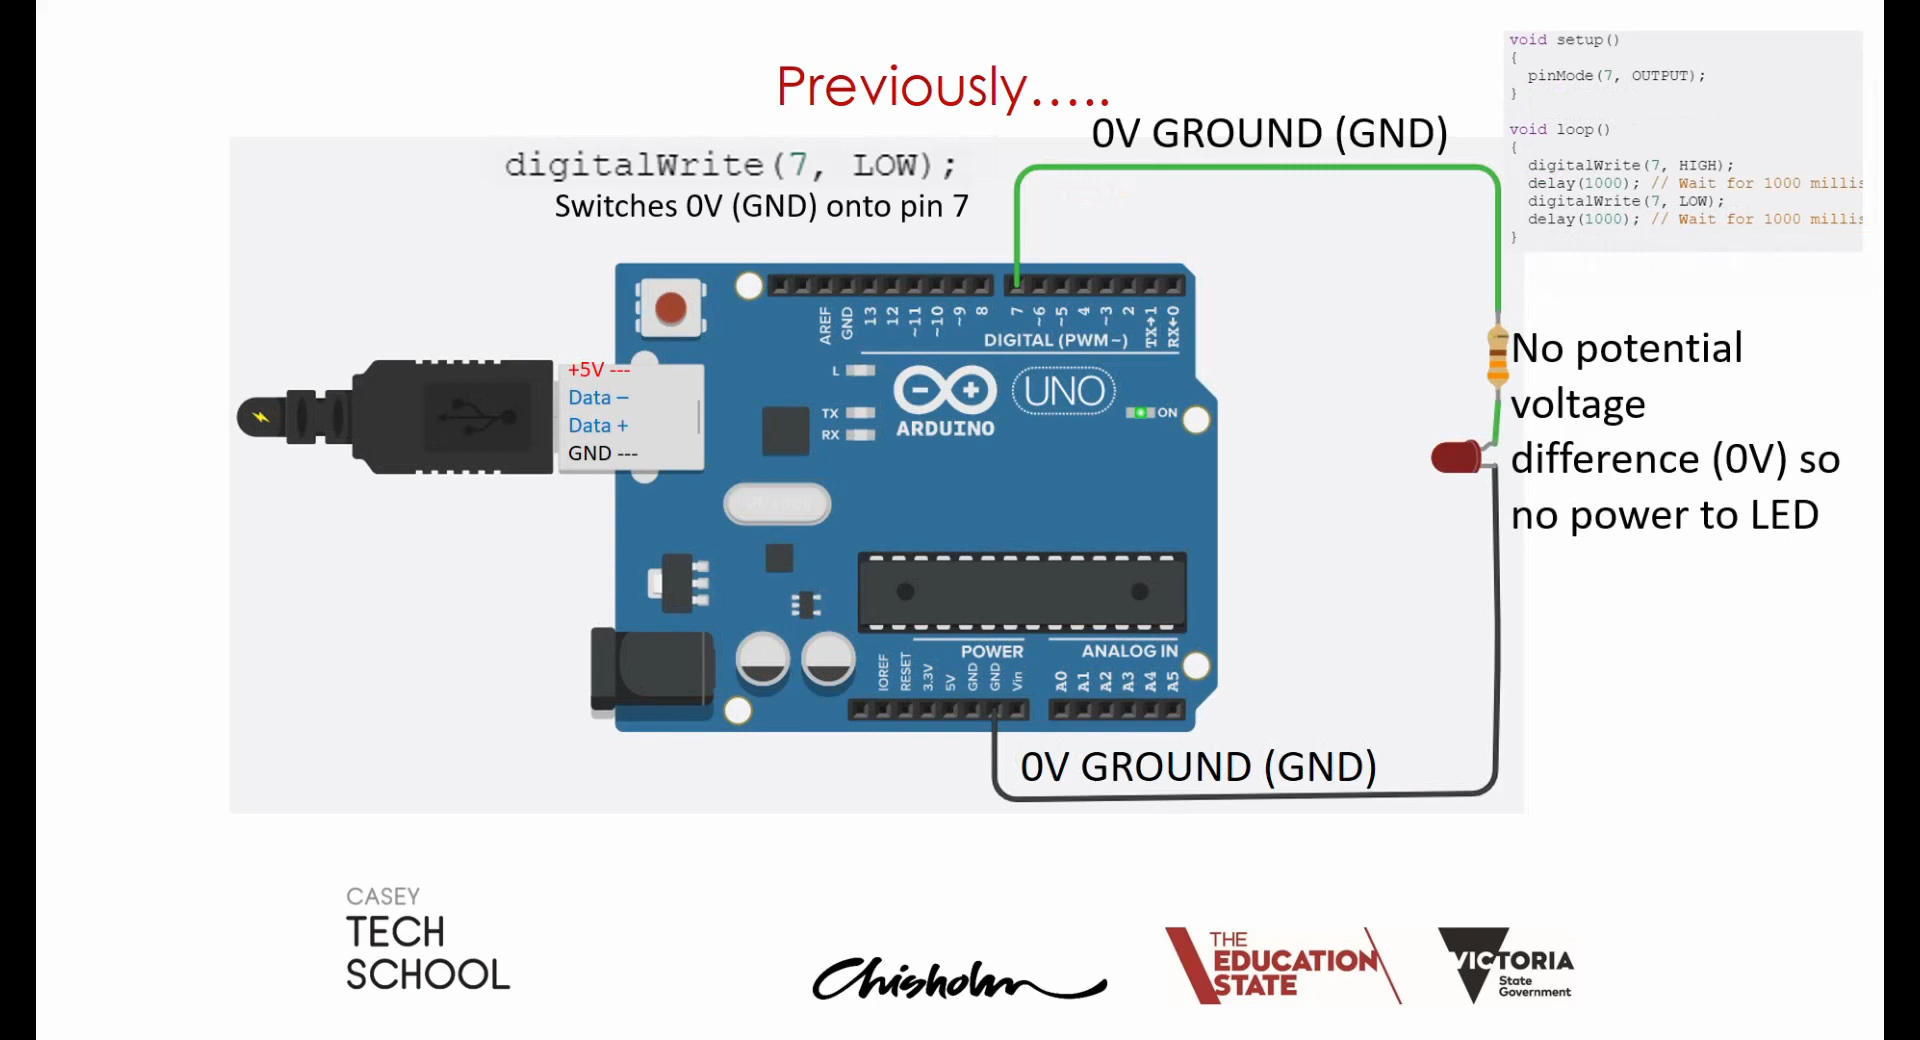 Previously.....
void setup()
{
pinMode(7, OUTPUT);
}
void loop()
{
digitalWrite(7, HIGH);
delay(1000); // Wait for 1000 millis
digitalWrite(7, LOW);
delay(1000); // Wait for 1000 millis
}
0V GROUND (GND)
digitalWrite(7, LOW);
Switches 0V (GND) onto pin 7
AREF
GND
13
12
~11
~10
~9
8
7
~6
~5
4
~3
2
TX→1
RX←0
DIGITAL (PWM~)
No potential
voltage
difference (0V) so
no power to LED
+5V ---
Data –
Data +
GND ---
L
TX
RX
UNO
ARDUINO
ON
POWER
ANALOG IN
IOREF
RESET
3.3V
5V
GND
GND
Vin
A0
A1
A2
A3
A4
A5
0V GROUND (GND)
CASEY
TECH
SCHOOL
Chisholm
THE
EDUCATION
STATE
VICTORIA
State
Government